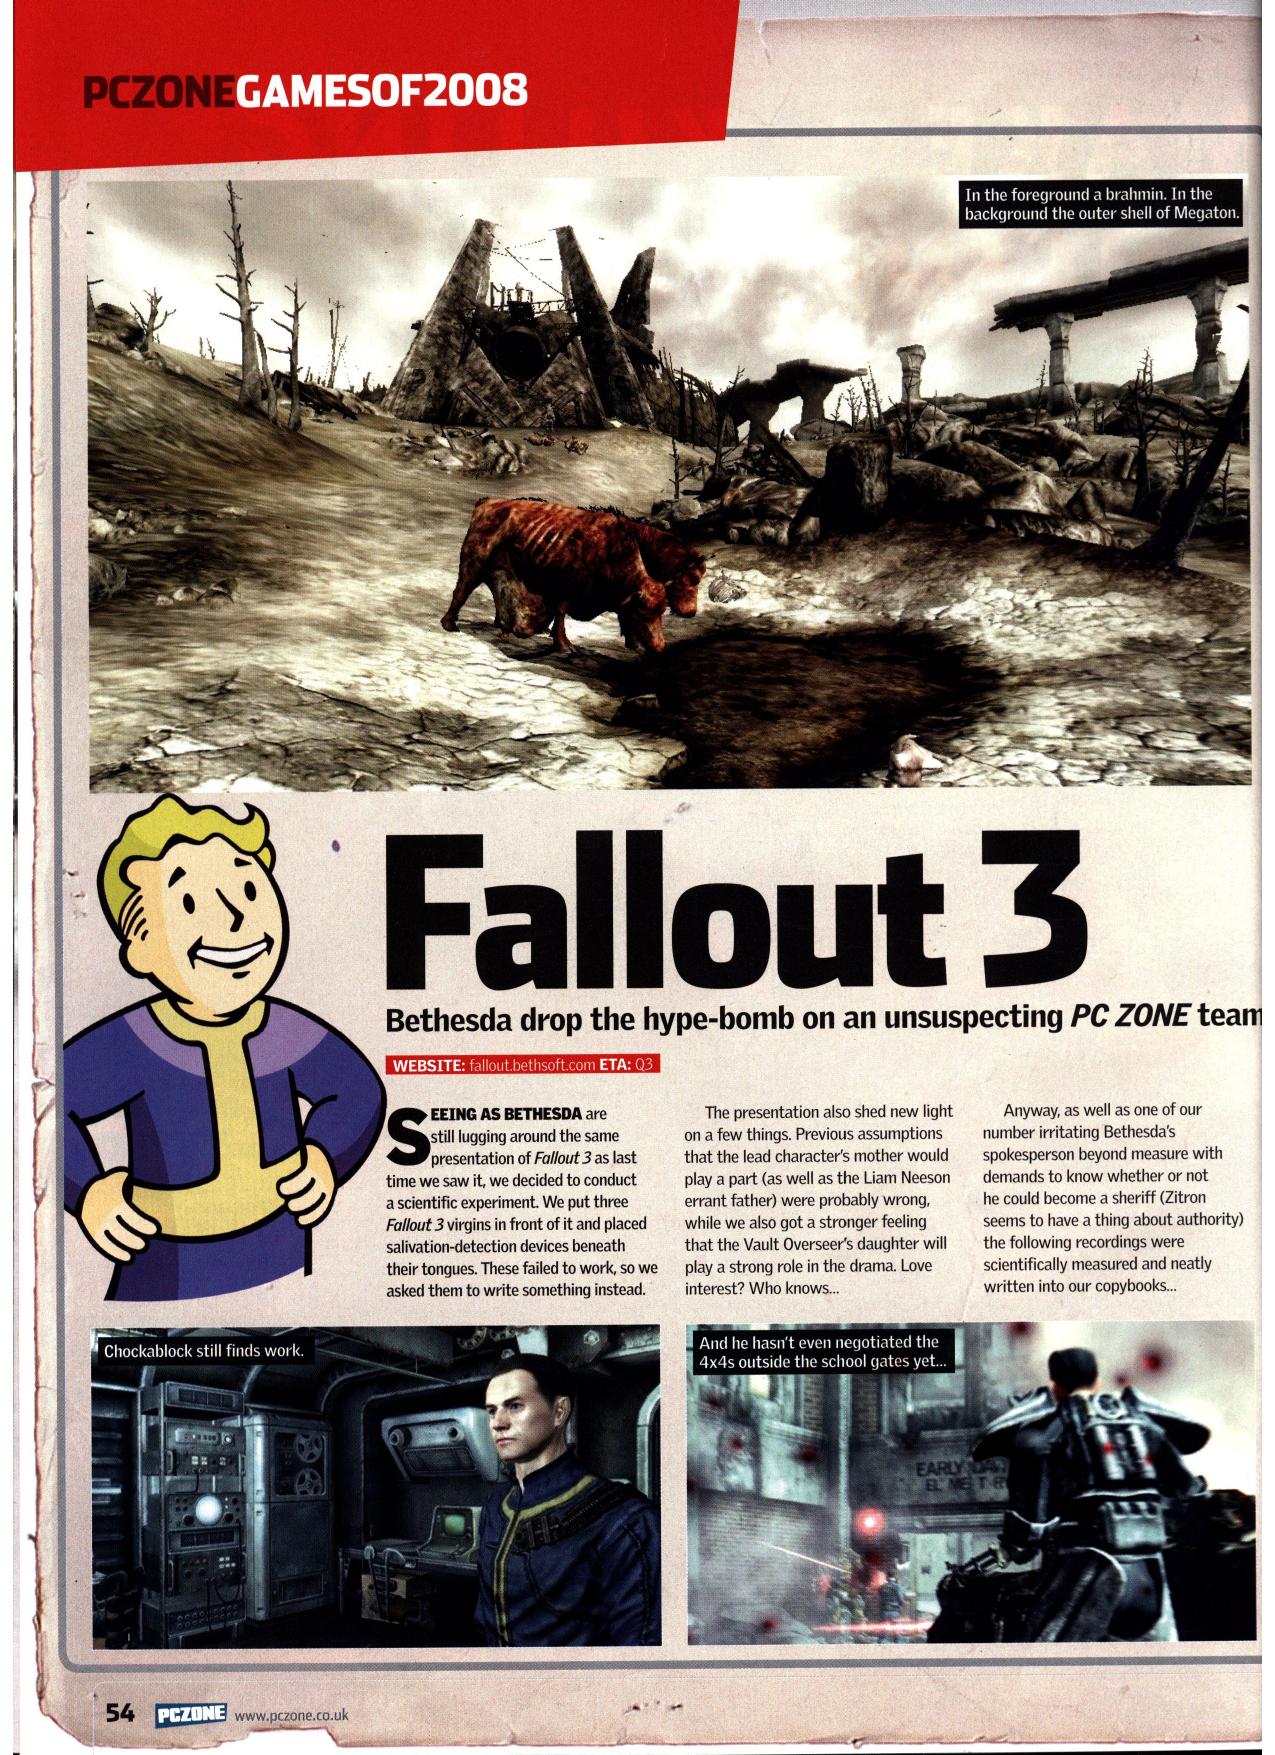 PCZONEGAMESOF2008
In the foreground a brahmin. In the
background the outer shell of Megaton.
Fallout 3
Bethesda drop the hype-bomb on an unsuspecting PC ZONE team
WEBSITE: fallout.bethsoft.com ETA: Q3
SEEING AS BETHESDA are
still lugging around the same
presentation of Fallout 3 as last
time we saw it, we decided to conduct
a scientific experiment. We put three
Fallout 3 virgins in front of it and placed
salivation-detection devices beneath
their tongues. These failed to work, so we
asked them to write something instead.
The presentation also shed new light
on a few things. Previous assumptions
that the lead character's mother would
play a part (as well as the Liam Neeson
errant father) were probably wrong,
while we also got a stronger feeling
that the Vault Overseer's daughter will
play a strong role in the drama. Love
interest? Who knows...
Anyway, as well as one of our
number irritating Bethesda's
spokesperson beyond measure with
demands to know whether or not
he could become a sheriff (Zitron
seems to have a thing about authority)
the following recordings were
scientifically measured and neatly
written into our copybooks...
Chockablock still finds work.
And he hasn't even negotiated the
4x4s outside the school gates yet...
54 PCZONE www.pczone.co.uk